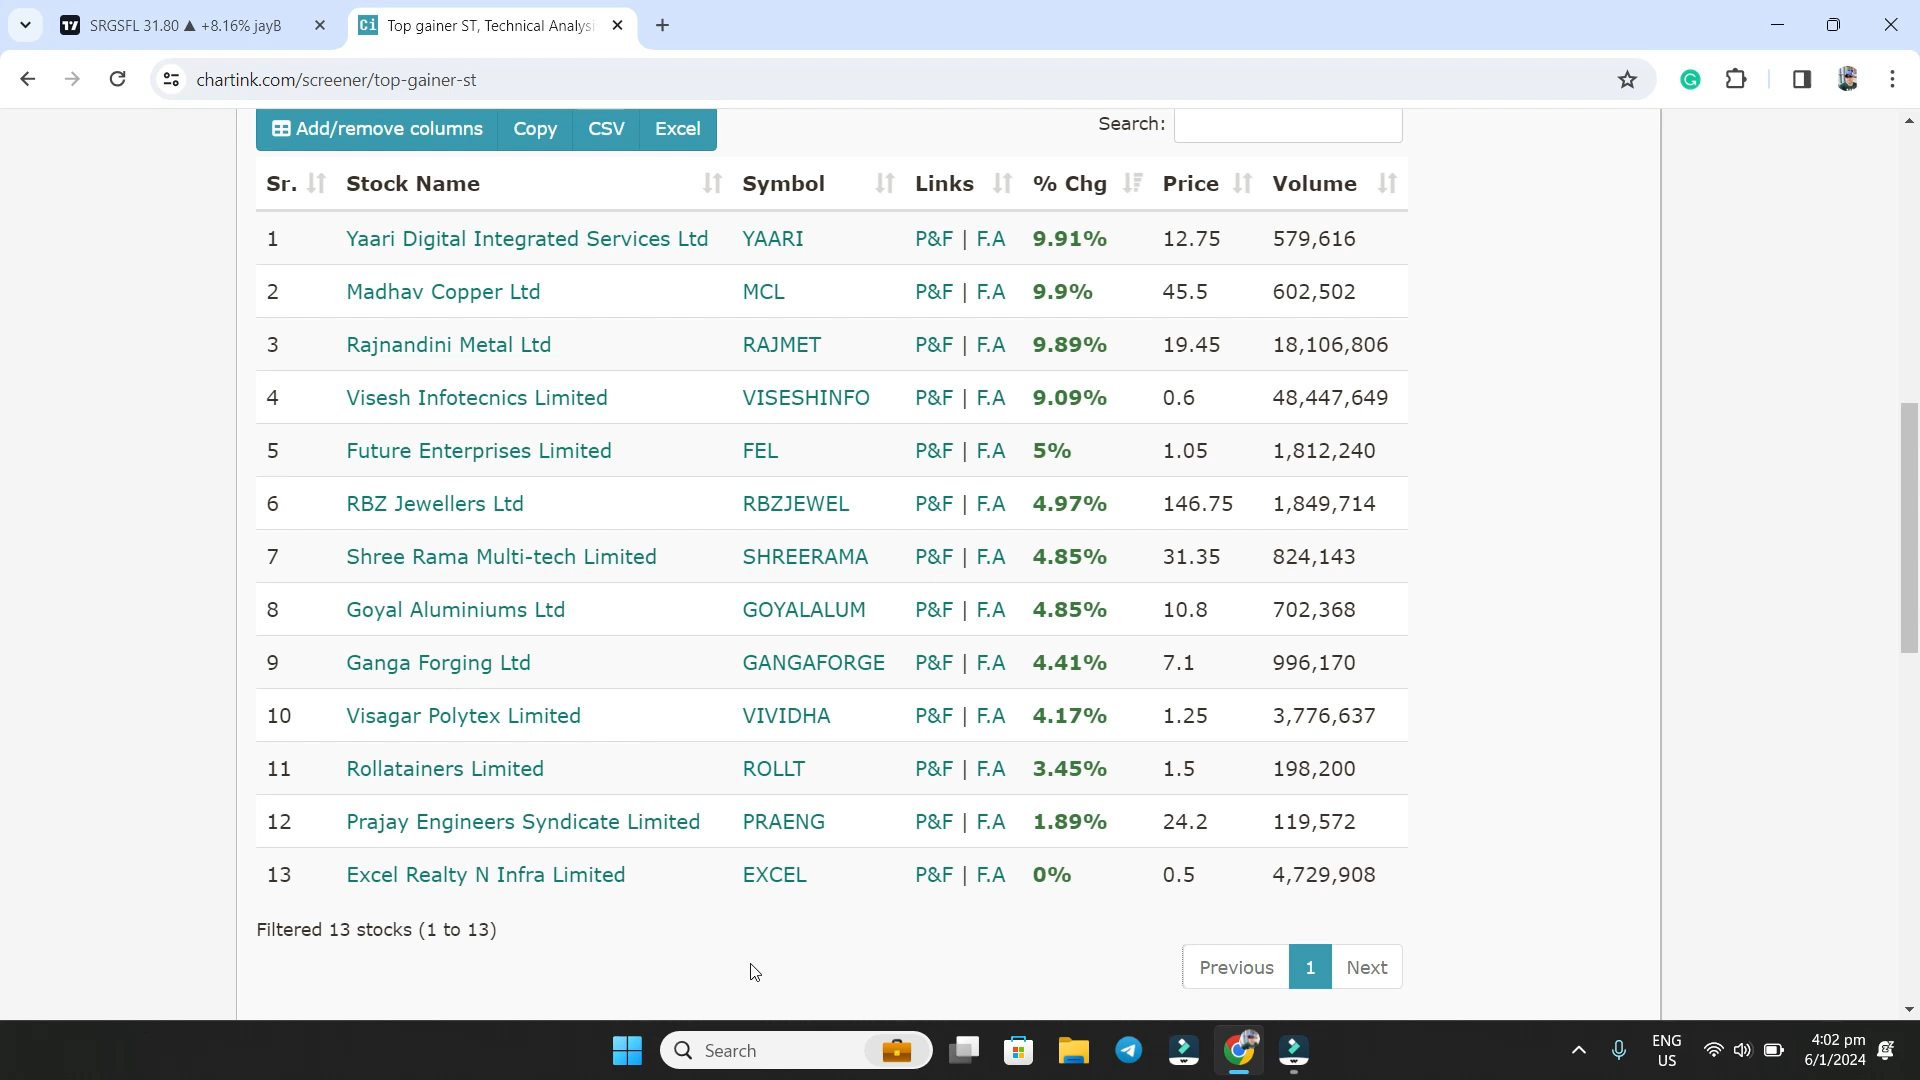 SRGSFL 31.80 ▲ +8.16% jayB
Top gainer ST, Technical Analysi
chartink.com/screener/top-gainer-st
Add/remove columns Copy CSV Excel Search:
Sr. Stock Name Symbol Links % Chg Price Volume
1 Yaari Digital Integrated Services Ltd YAARI P&F | F.A 9.91% 12.75 579,616
2 Madhav Copper Ltd MCL P&F | F.A 9.9% 45.5 602,502
3 Rajnandini Metal Ltd RAJMET P&F | F.A 9.89% 19.45 18,106,806
4 Visesh Infotecnics Limited VISESHINFO P&F | F.A 9.09% 0.6 48,447,649
5 Future Enterprises Limited FEL P&F | F.A 5% 1.05 1,812,240
6 RBZ Jewellers Ltd RBZJEWEL P&F | F.A 4.97% 146.75 1,849,714
7 Shree Rama Multi-tech Limited SHREERAMA P&F | F.A 4.85% 31.35 824,143
8 Goyal Aluminiums Ltd GOYALALUM P&F | F.A 4.85% 10.8 702,368
9 Ganga Forging Ltd GANGAFORGE P&F | F.A 4.41% 7.1 996,170
10 Visagar Polytex Limited VIVIDHA P&F | F.A 4.17% 1.25 3,776,637
11 Rollatainers Limited ROLLT P&F | F.A 3.45% 1.5 198,200
12 Prajay Engineers Syndicate Limited PRAENG P&F | F.A 1.89% 24.2 119,572
13 Excel Realty N Infra Limited EXCEL P&F | F.A 0% 0.5 4,729,908
Filtered 13 stocks (1 to 13)
Previous 1 Next
Search
ENG
US
4:02 pm
6/1/2024